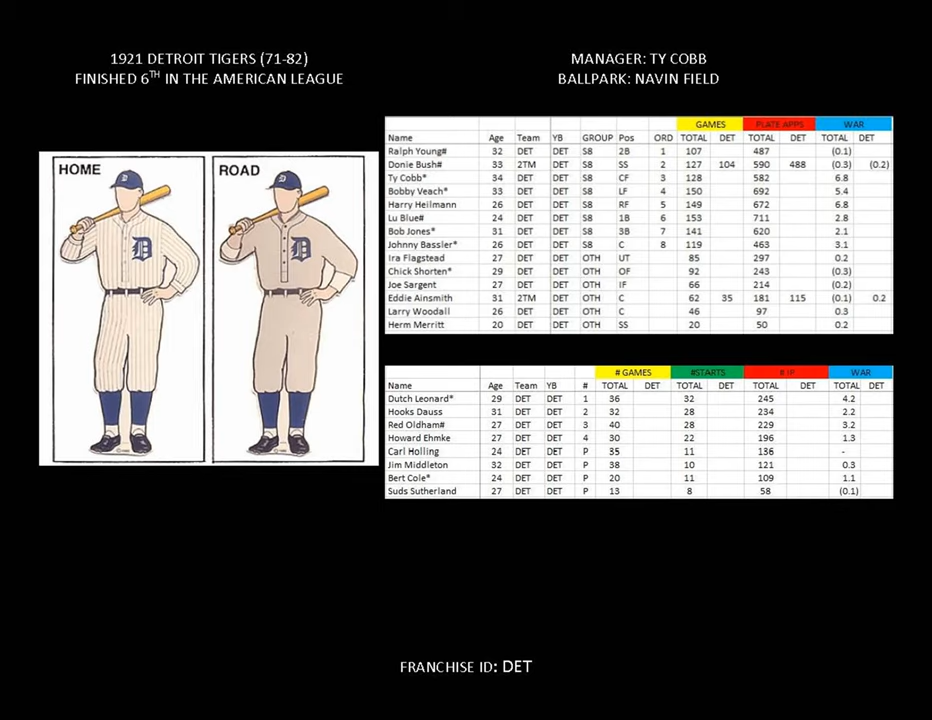 1921 DETROIT TIGERS (71-82)
FINISHED 6TH IN THE AMERICAN LEAGUE
MANAGER: TY COBB
BALLPARK: NAVIN FIELD
HOME
D
D
ROAD
D
D
GAMES PLATE APPS WAR
Name Age Team YB GROUP Pos ORD TOTAL DET TOTAL DET TOTAL DET
Ralph Young# 32 DET DET S8 2B 1 107 487 (0.1)
Donie Bush# 33 2TM DET S8 SS 2 127 104 590 488 (0.3) (0.2)
Ty Cobb* 34 DET DET S8 CF 3 128 582 6.8
Bobby Veach* 33 DET DET S8 LF 4 150 692 5.4
Harry Heilmann 26 DET DET S8 RF 5 149 672 6.8
Lu Blue# 24 DET DET S8 1B 6 153 711 2.8
Bob Jones* 31 DET DET S8 3B 7 141 620 2.1
Johnny Bassler* 26 DET DET S8 C 8 119 463 3.1
Ira Flagstead 27 DET DET OTH UT 85 297 0.2
Chick Shorten* 29 DET DET OTH OF 92 243 (0.3)
Joe Sargent 27 DET DET OTH IF 66 214 (0.2)
Eddie Ainsmith 31 2TM DET OTH C 62 35 181 115 (0.1) 0.2
Larry Woodall 26 DET DET OTH C 46 97 0.3
Herm Merritt 20 DET DET OTH SS 20 50 0.2
# GAMES #STARTS # IP WAR
Name Age Team YB # TOTAL DET TOTAL DET TOTAL DET TOTAL DET
Dutch Leonard* 29 DET DET 1 36 32 245 4.2
Hooks Dauss 31 DET DET 2 32 28 234 2.2
Red Oldham# 27 DET DET 3 40 28 229 3.2
Howard Ehmke 27 DET DET 4 30 22 196 1.3
Carl Holling 24 DET DET P 35 11 136 -
Jim Middleton 32 DET DET P 38 10 121 0.3
Bert Cole* 24 DET DET P 20 11 109 1.1
Suds Sutherland 27 DET DET P 13 8 58 (0.1)
FRANCHISE ID: DET